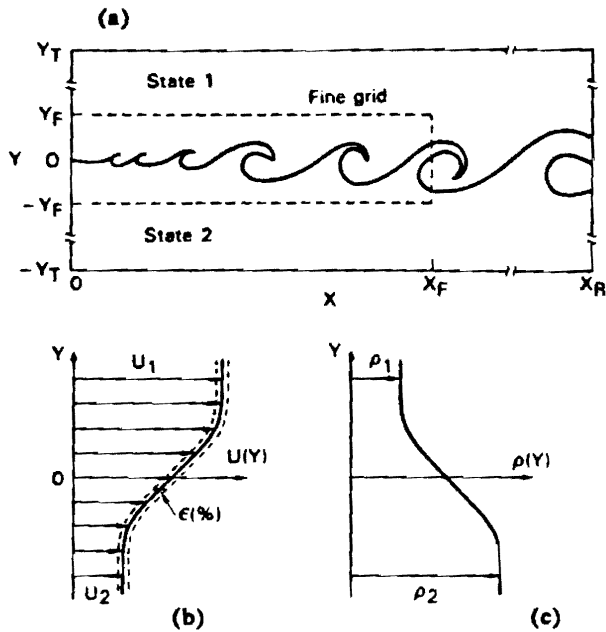 (a)
Y_T
State 1
Y_F
Fine grid
Y 0
-Y_F
State 2
-Y_T
0 X X_F X_R
Y U_1
0 U(Y)
ϵ(%)
U_2
(b)
Y ρ_1
ρ(Y)
ρ_2
(c)